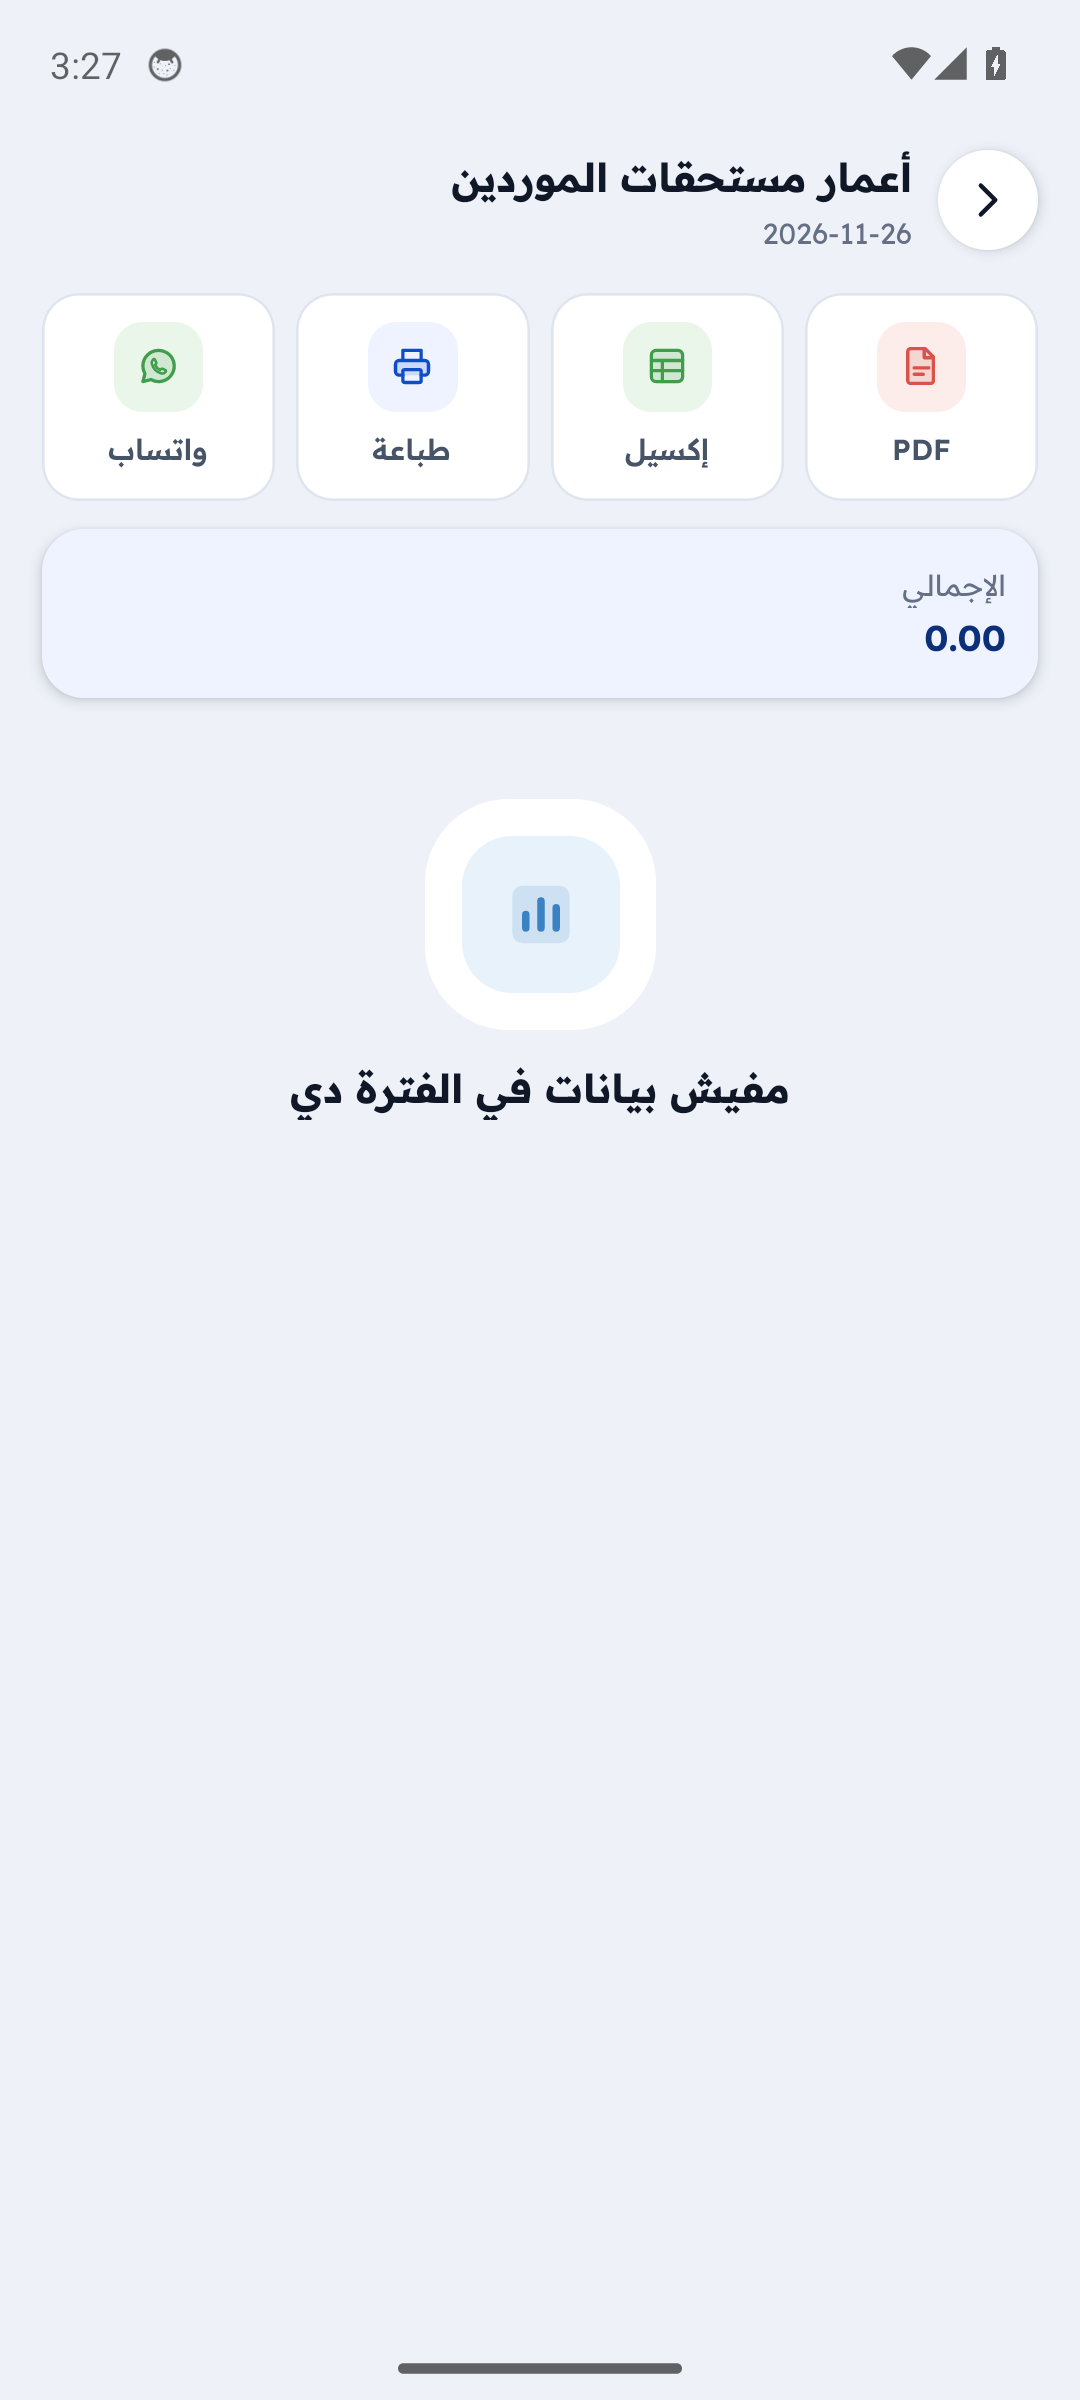 3:27
أعمار مستحقات الموردين
2026-11-26
PDF
إكسيل
طباعة
واتساب
الإجمالي
0.00
مفيش بيانات في الفترة دي